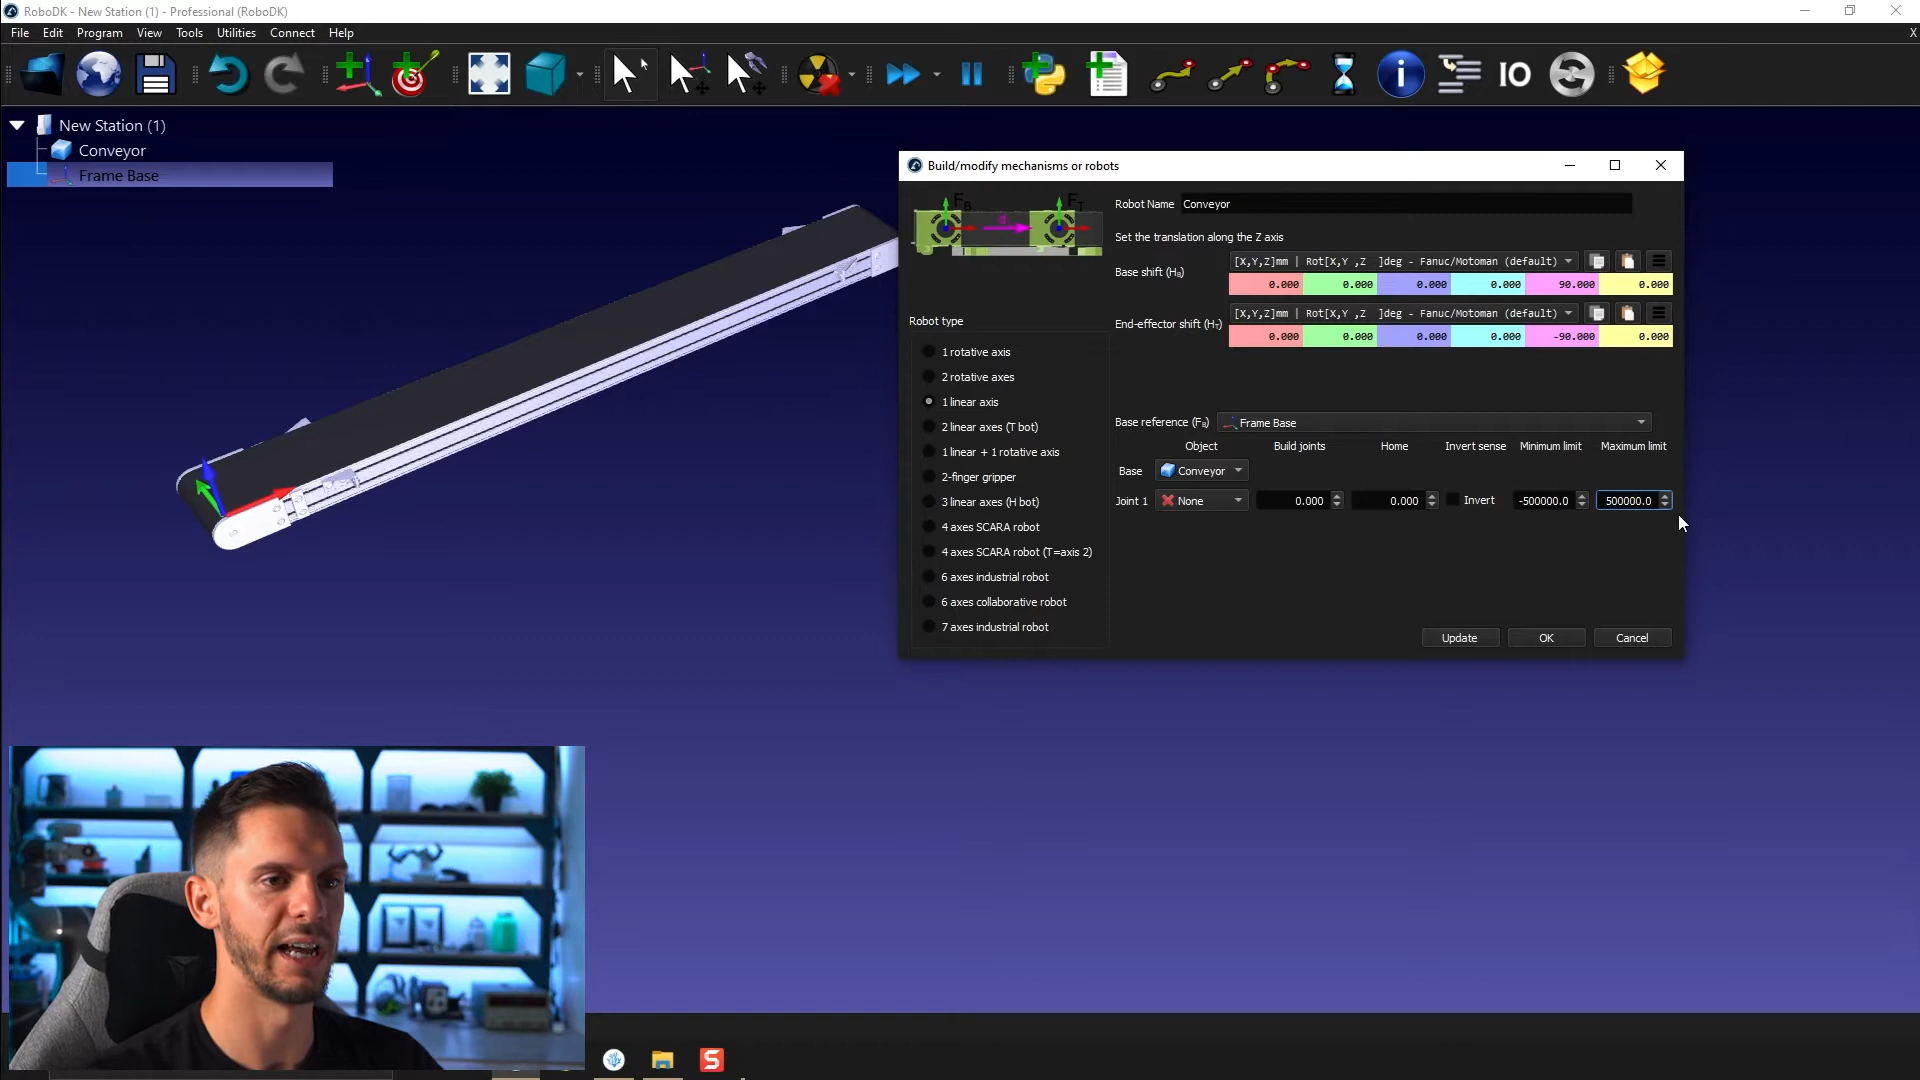 RoboDK - New Station (1) - Professional (RoboDK)
File Edit Program View Tools Utilities Connect Help X
IO
New Station (1)
Conveyor
Frame Base
Build/modify mechanisms or robots
Robot Name Conveyor
Set the translation along the Z axis
Base shift (HB) [X,Y,Z]mm | Rot[X,Y ,Z ]deg - Fanuc/Motoman (default)
0.000 0.000 0.000 0.000 90.000 0.000
End-effector shift (HT) [X,Y,Z]mm | Rot[X,Y ,Z ]deg - Fanuc/Motoman (default)
0.000 0.000 0.000 0.000 -90.000 0.000
FB FT
d
Robot type
1 rotative axis
2 rotative axes
1 linear axis
2 linear axes (T bot)
1 linear + 1 rotative axis
2-finger gripper
3 linear axes (H bot)
4 axes SCARA robot
4 axes SCARA robot (T=axis 2)
6 axes industrial robot
6 axes collaborative robot
7 axes industrial robot
Base reference (FB) Frame Base
Object Build joints Home Invert sense Minimum limit Maximum limit
Base Conveyor
Joint 1 None 0.000 0.000 Invert -500000.0 500000.0
Update OK Cancel
S